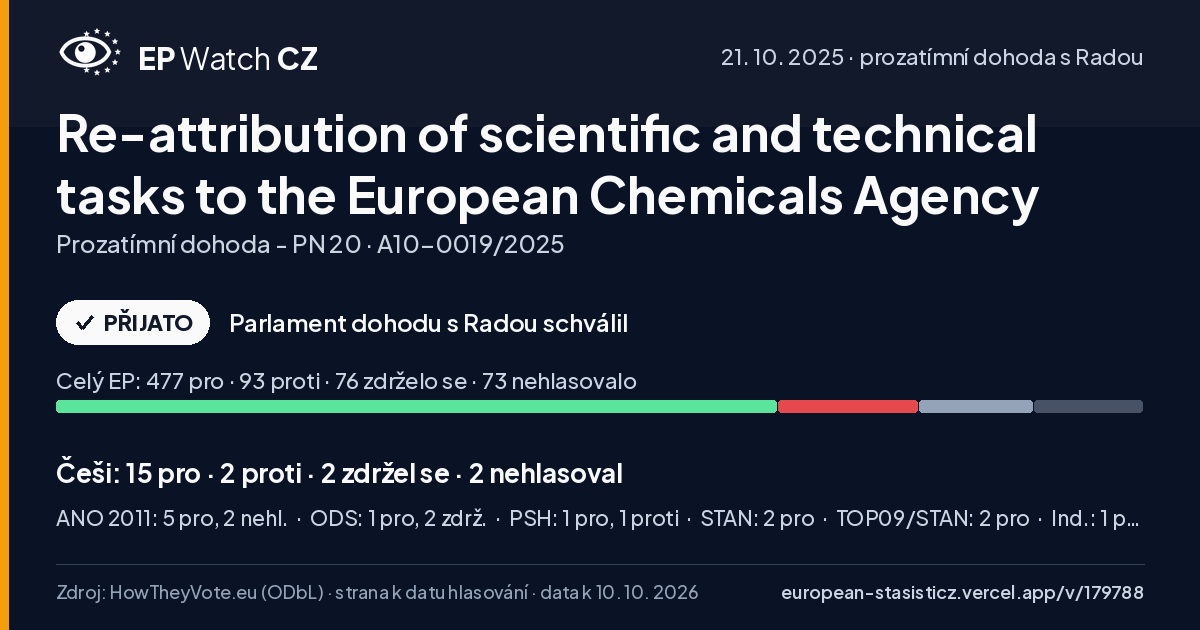 EP Watch CZ
21. 10. 2025 · prozatímní dohoda s Radou
Re-attribution of scientific and technical
tasks to the European Chemicals Agency
Prozatímní dohoda - PN 20 · A10-0019/2025
✓ PŘIJATO
Parlament dohodu s Radou schválil
Celý EP: 477 pro · 93 proti · 76 zdrželo se · 73 nehlasovalo
Češi: 15 pro · 2 proti · 2 zdržel se · 2 nehlasoval
ANO 2011: 5 pro, 2 nehl. · ODS: 1 pro, 2 zdrž. · PSH: 1 pro, 1 proti · STAN: 2 pro · TOP09/STAN: 2 pro · Ind.: 1 p...
Zdroj: HowTheyVote.eu (ODbL) · strana k datu hlasování · data k 10. 10. 2026
european-stasisticz.vercel.app/v/179788